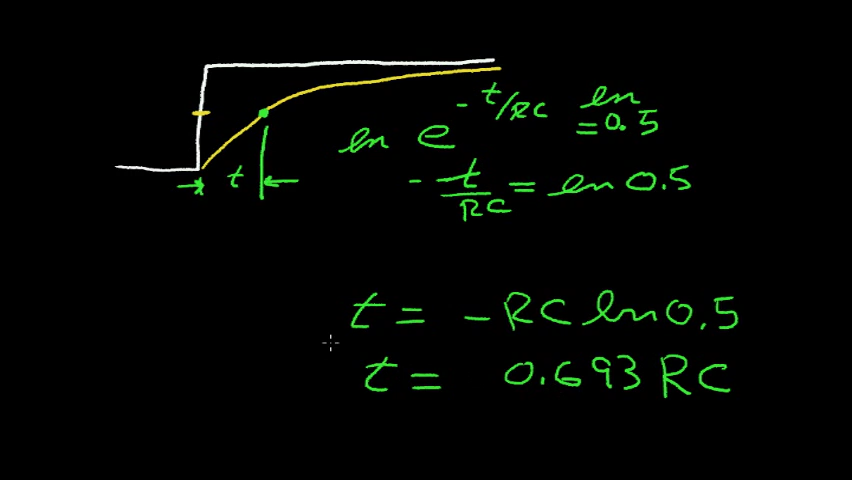 ln e^{-t/RC} = ln 0.5
t
-t/RC = ln 0.5
t = -RC ln 0.5
t = 0.693 RC